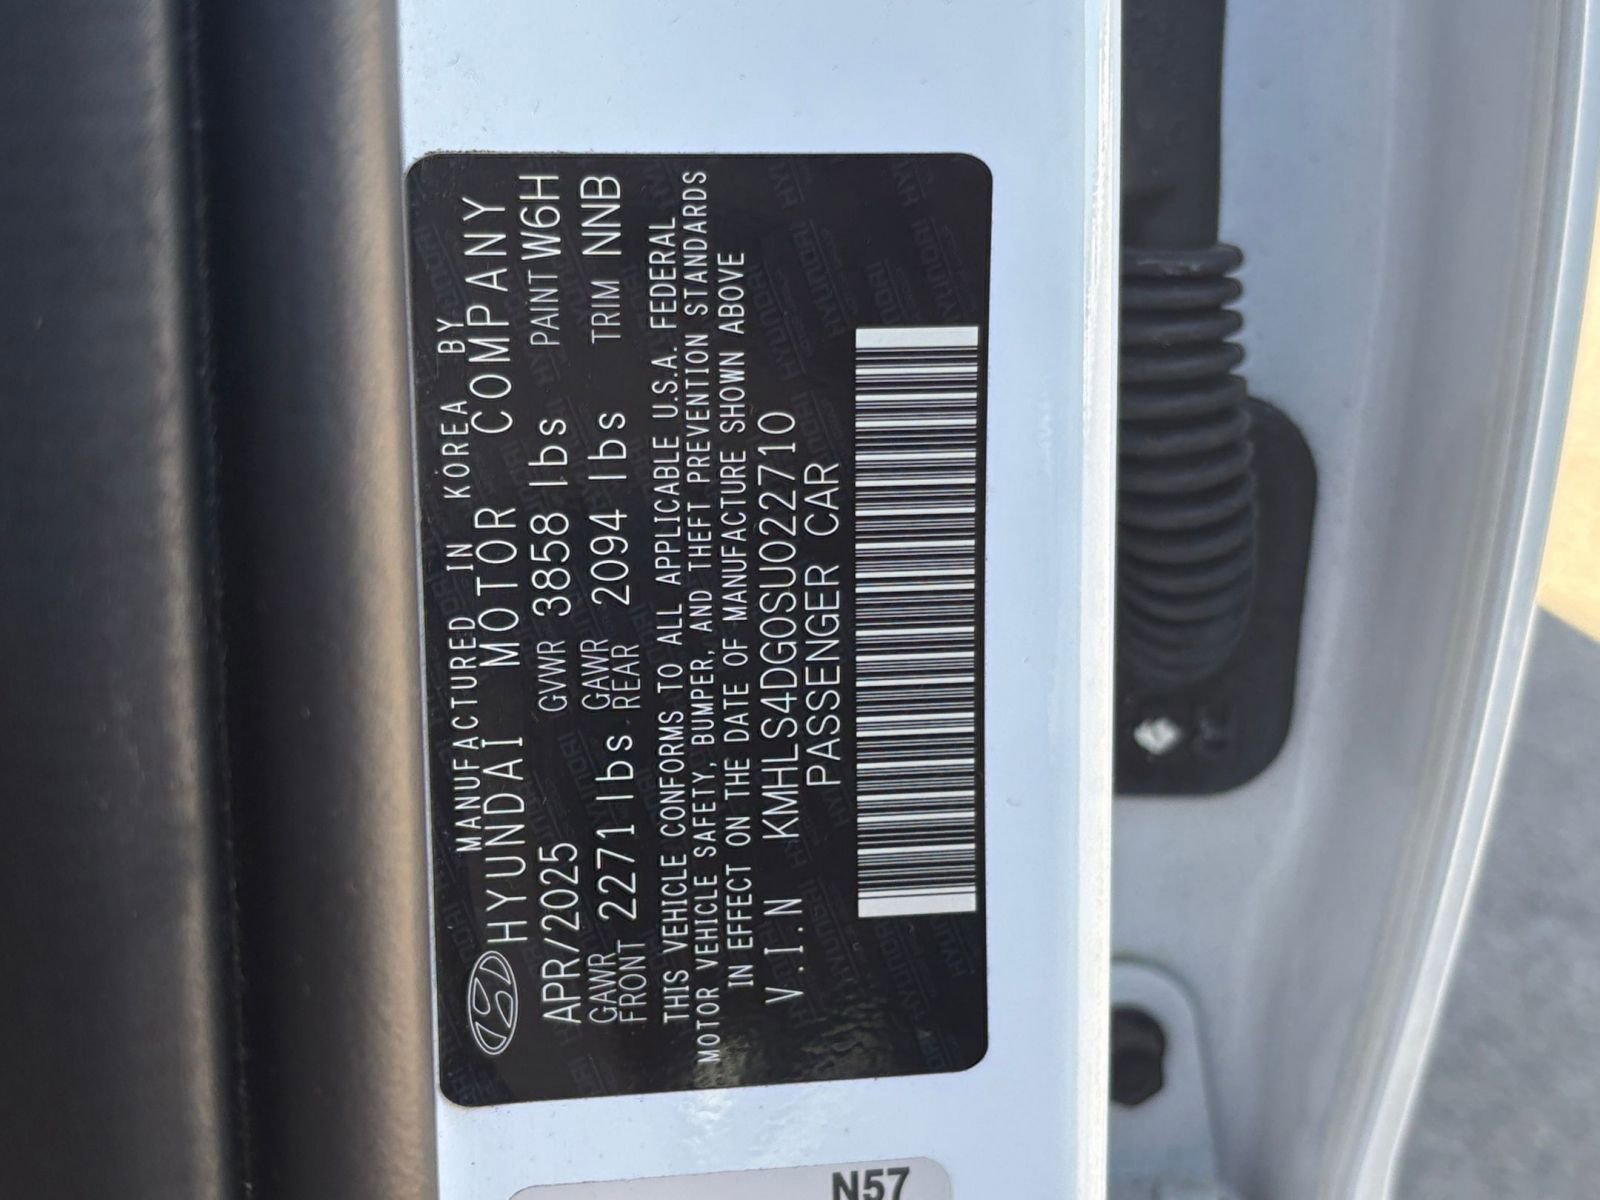 MANUFACTURED IN KOREA BY
HYUNDAI MOTOR COMPANY
APR/2025 GVWR 3858 lbs PAINT W6H
GAWR FRONT 2271 lbs GAWR REAR 2094 lbs TRIM NNB
THIS VEHICLE CONFORMS TO ALL APPLICABLE U.S.A. FEDERAL
MOTOR VEHICLE SAFETY, BUMPER, AND THEFT PREVENTION STANDARDS
IN EFFECT ON THE DATE OF MANUFACTURE SHOWN ABOVE
V.I.N KMHLS4DG0SU022710
PASSENGER CAR
N57